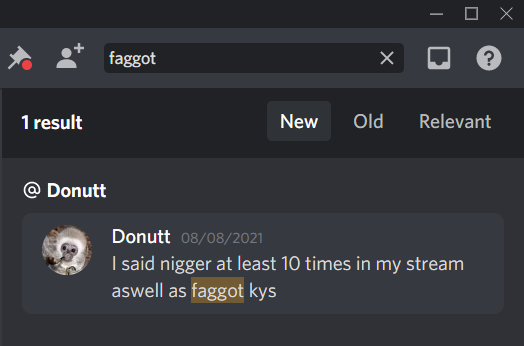 faggot
1 result
New
Old
Relevant
@ Donutt
Donutt 08/08/2021
I said nigger at least 10 times in my stream
aswell as faggot kys